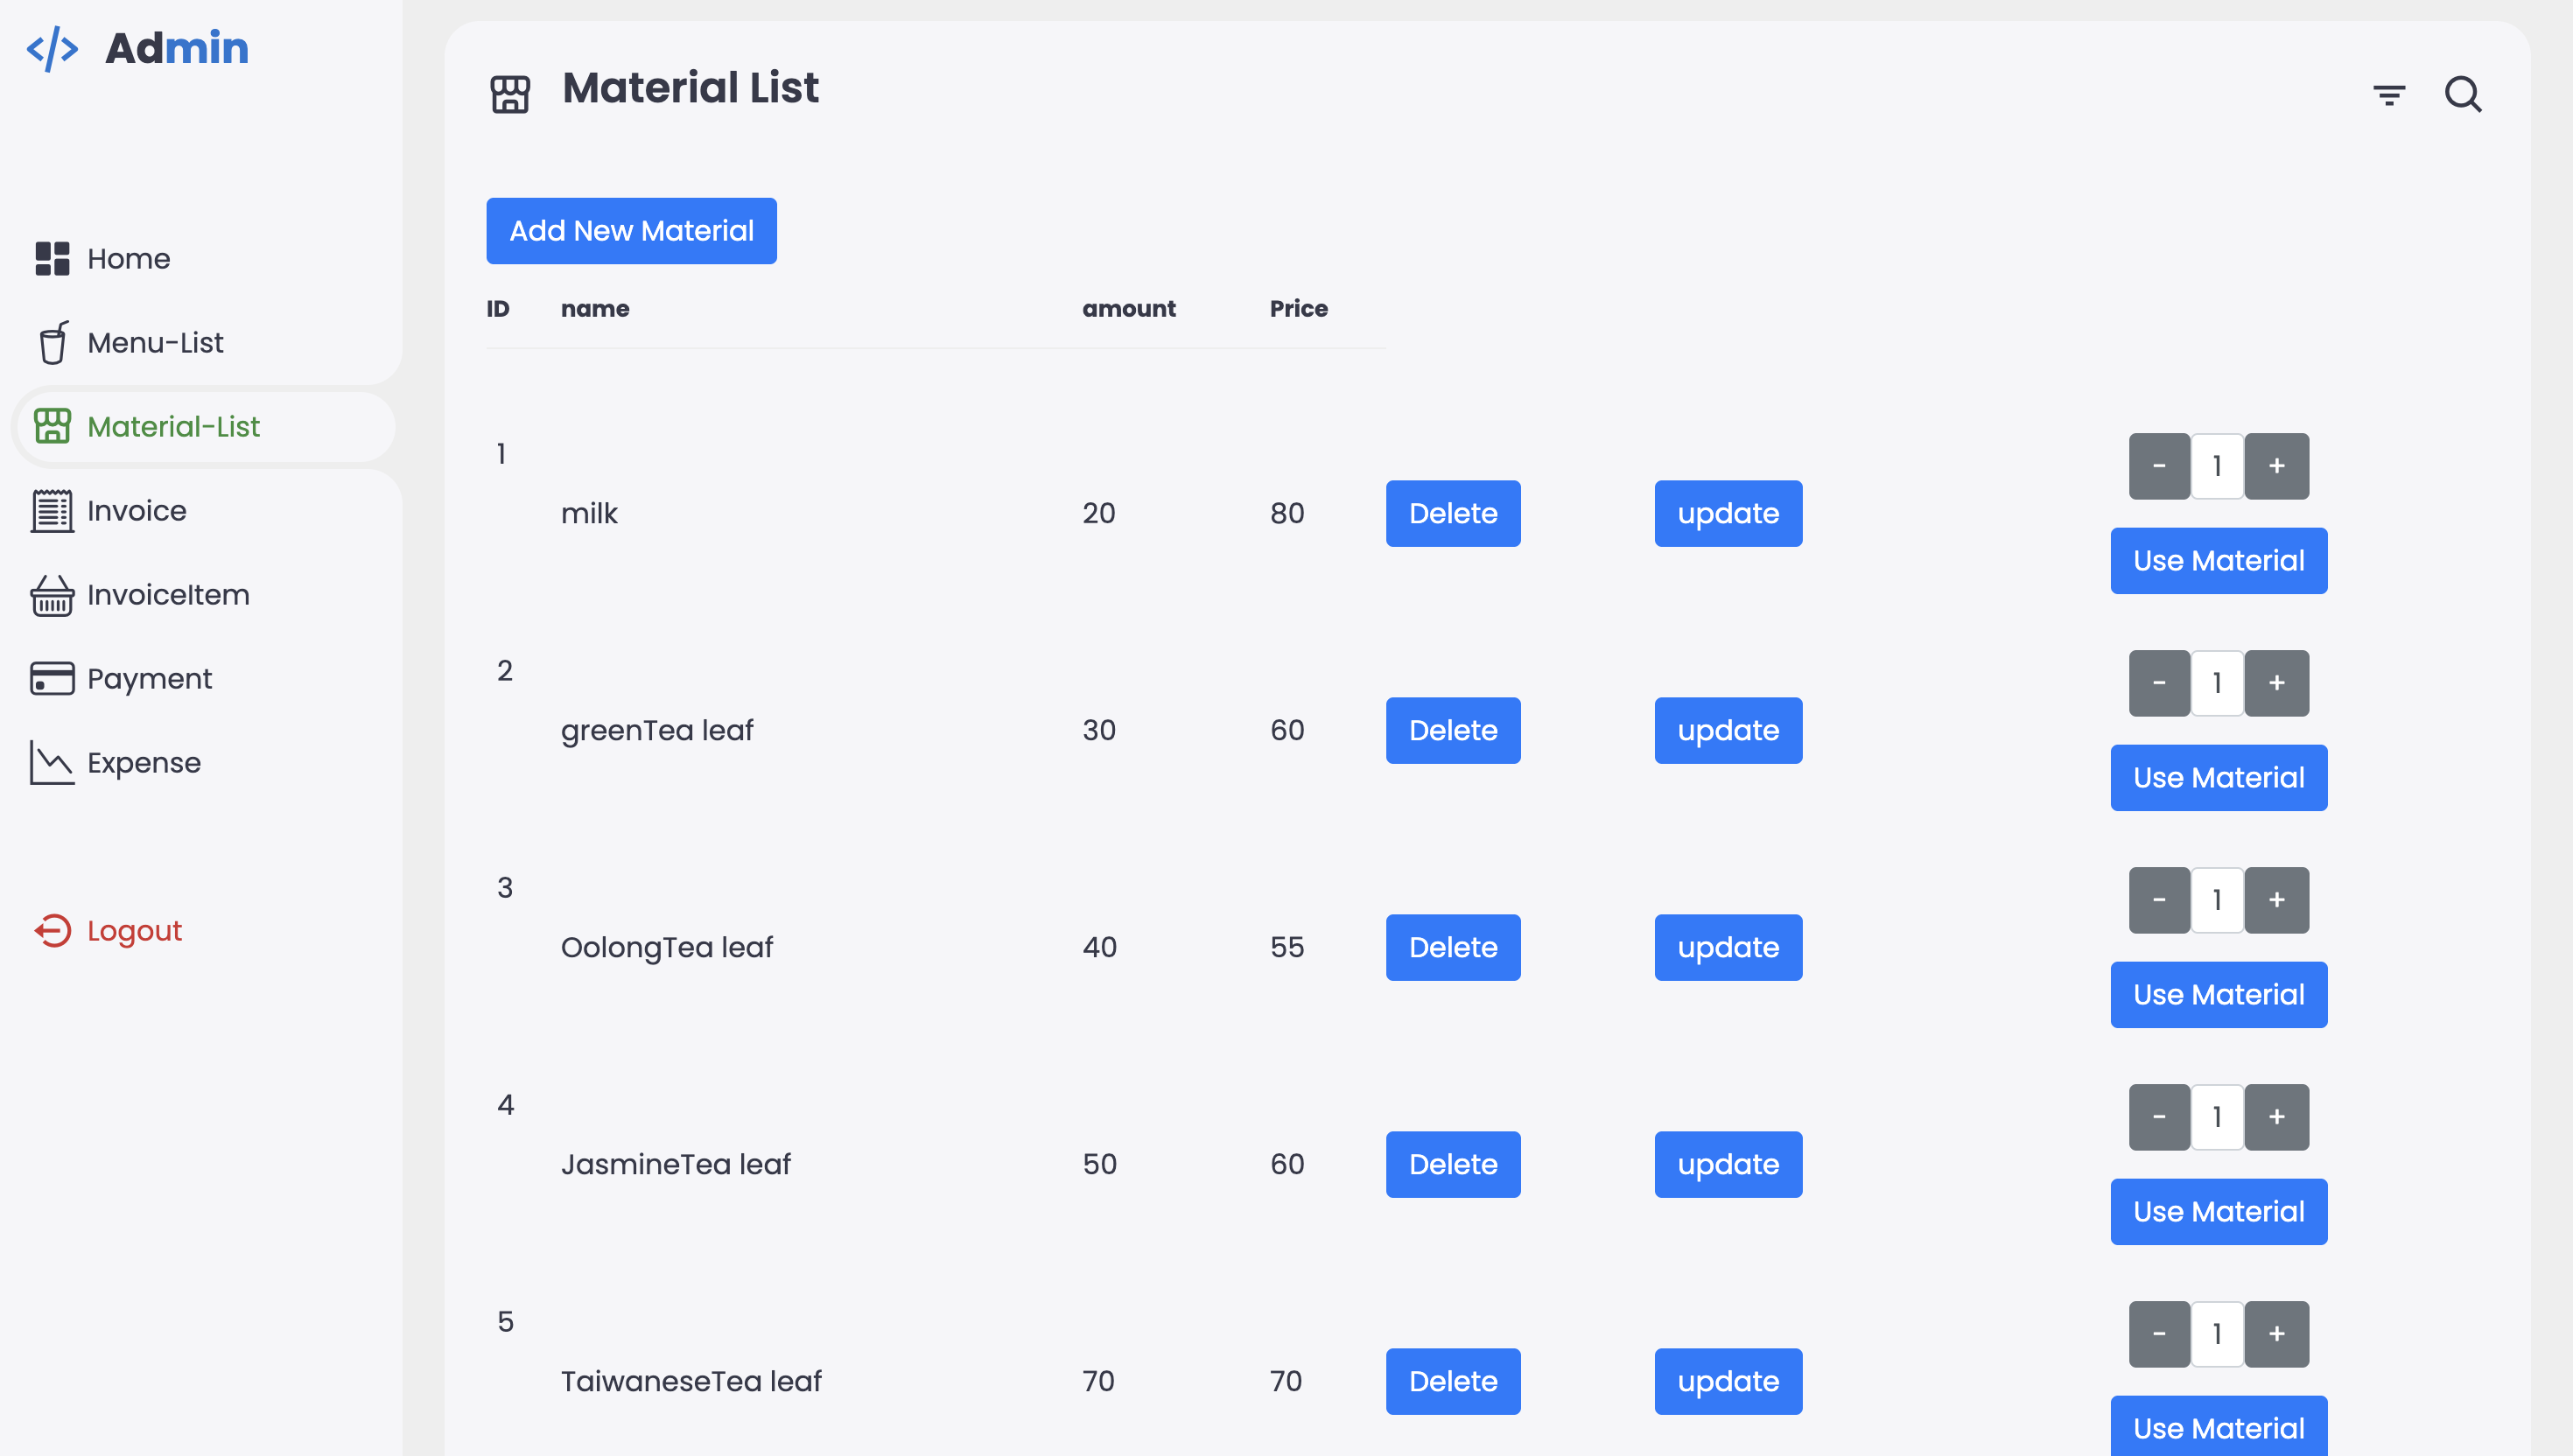 </> Admin
Home
Menu-List
Material-List
Invoice
InvoiceItem
Payment
Expense
Logout
Material List
Add New Material
ID name amount Price
1
milk 20 80 Delete update
- 1 +
Use Material
2
greenTea leaf 30 60 Delete update
- 1 +
Use Material
3
OolongTea leaf 40 55 Delete update
- 1 +
Use Material
4
JasmineTea leaf 50 60 Delete update
- 1 +
Use Material
5
TaiwaneseTea leaf 70 70 Delete update
- 1 +
Use Material